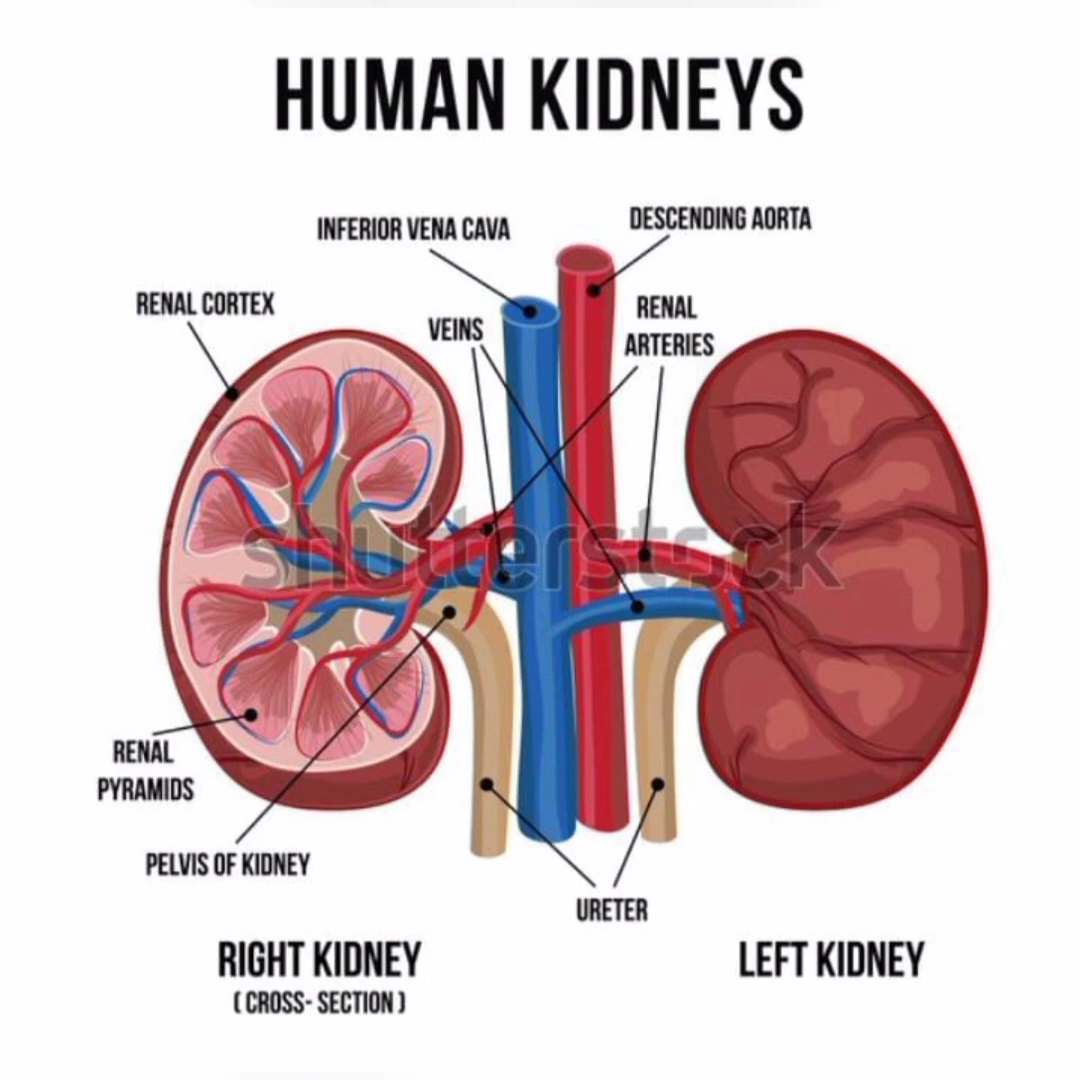 HUMAN KIDNEYS
INFERIOR VENA CAVA
DESCENDING AORTA
RENAL CORTEX
VEINS
RENAL
ARTERIES
shutterstock
RENAL
PYRAMIDS
PELVIS OF KIDNEY
URETER
RIGHT KIDNEY
( CROSS- SECTION )
LEFT KIDNEY